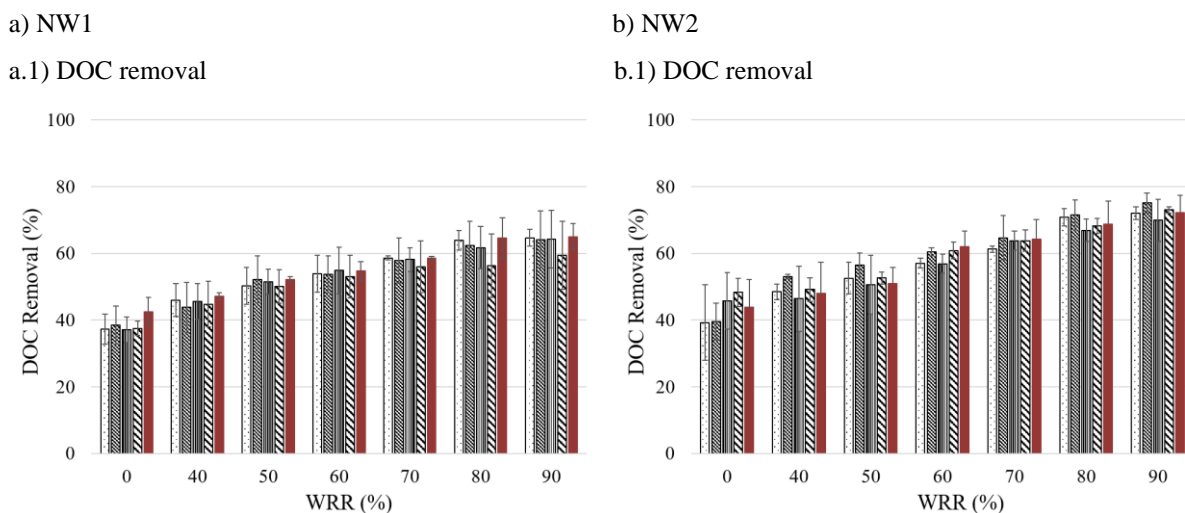 a) NW1
a.1) DOC removal
100
80
60
40
20
0
DOC Removal (%)
0 40 50 60 70 80 90
WRR (%)
b) NW2
b.1) DOC removal
100
80
60
40
20
0
DOC Removal (%)
0 40 50 60 70 80 90
WRR (%)